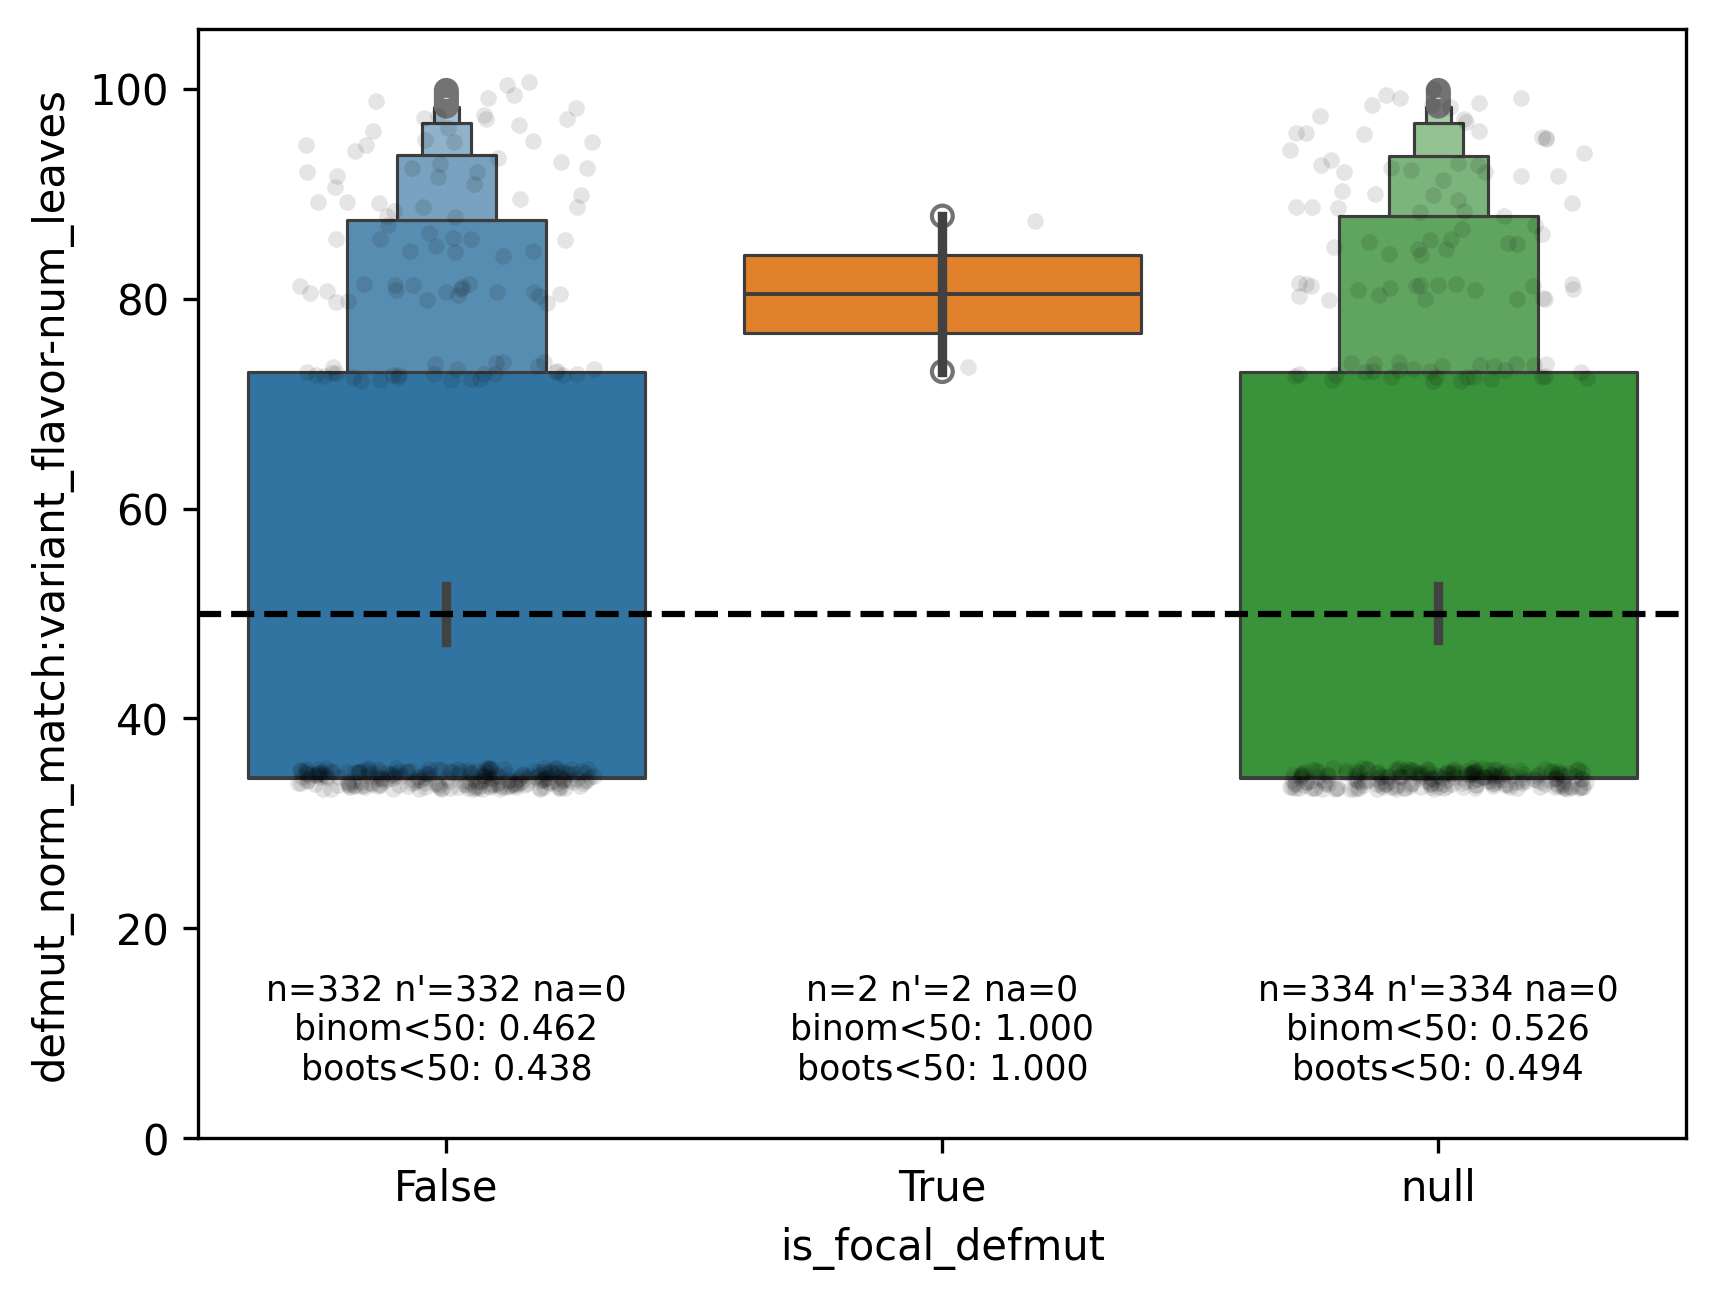 defmut_norm_match:variant_flavor-num_leaves
100
80
60
40
20
0
n=332 n'=332 na=0
binom<50: 0.462
boots<50: 0.438
n=2 n'=2 na=0
binom<50: 1.000
boots<50: 1.000
n=334 n'=334 na=0
binom<50: 0.526
boots<50: 0.494
False
True
null
is_focal_defmut